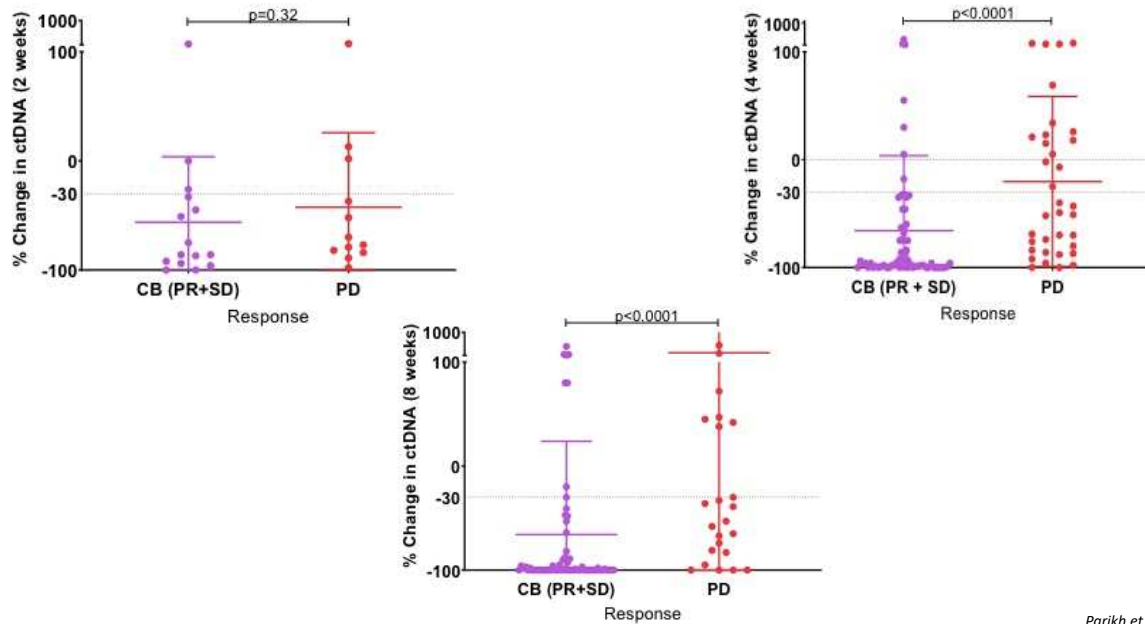 p=0.32
1000
100
0
-30
-100
% Change in ctDNA (2 weeks)
CB (PR+SD) PD
Response
p<0.0001
1000
100
0
-30
-100
% Change in ctDNA (4 weeks)
CB (PR + SD) PD
Response
p<0.0001
1000
100
0
-30
-100
% Change in ctDNA (8 weeks)
CB (PR+SD) PD
Response
Parikh et